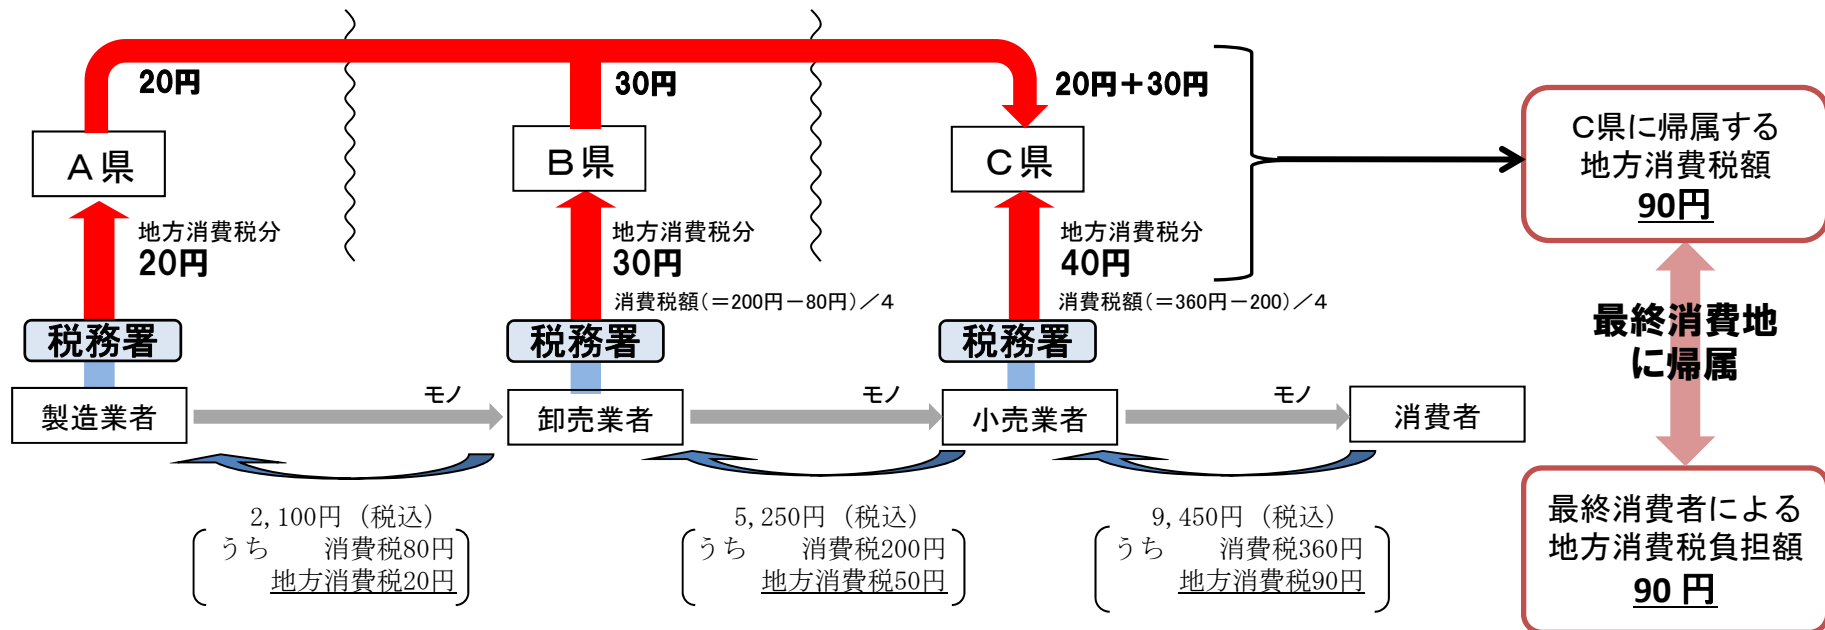 20円
30円
20円＋30円
A県
B県
C県
地方消費税分
20円
地方消費税分
30円
消費税額(＝200円－80円)／4
地方消費税分
40円
消費税額(＝360円－200)／4
C県に帰属する
地方消費税額
90円
最終消費地
に帰属
税務署
税務署
税務署
モノ
モノ
モノ
製造業者
卸売業者
小売業者
消費者
2,100円（税込）
うち　消費税80円
地方消費税20円
5,250円（税込）
うち　消費税200円
地方消費税50円
9,450円（税込）
うち　消費税360円
地方消費税90円
最終消費者による
地方消費税負担額
90 円